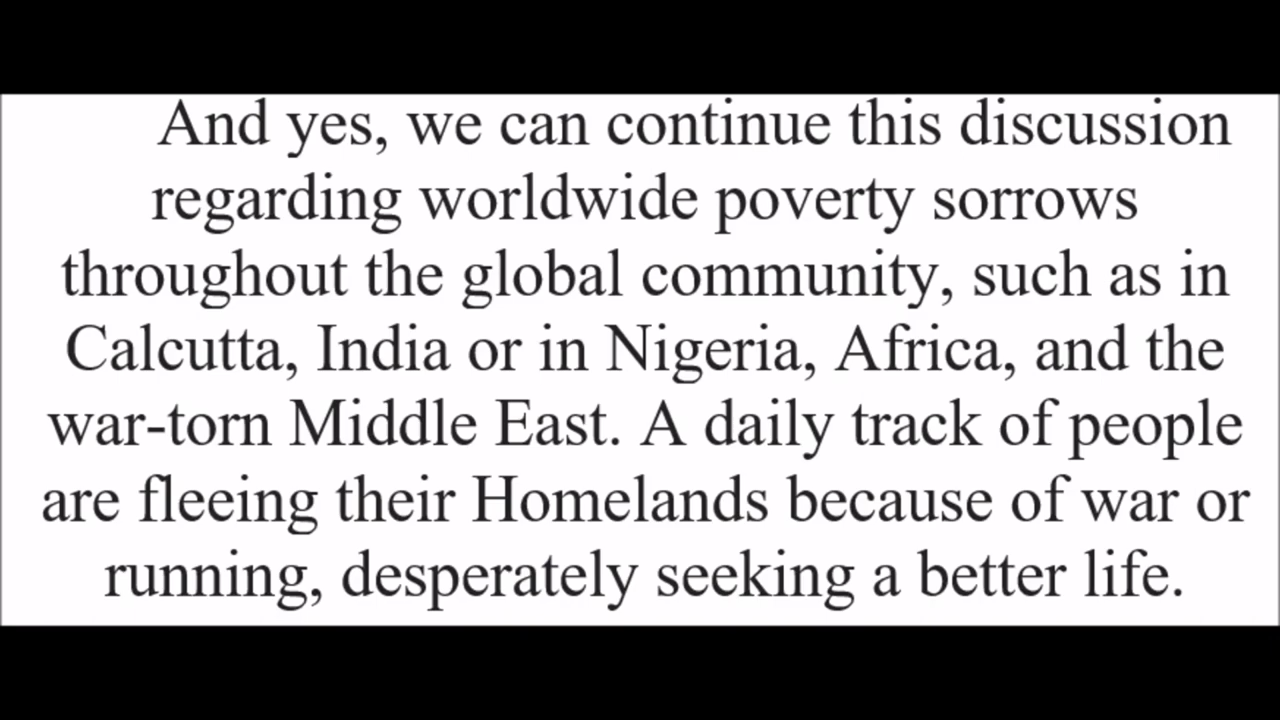 And yes, we can continue this discussion
regarding worldwide poverty sorrows
throughout the global community, such as in
Calcutta, India or in Nigeria, Africa, and the
war-torn Middle East. A daily track of people
are fleeing their Homelands because of war or
running, desperately seeking a better life.